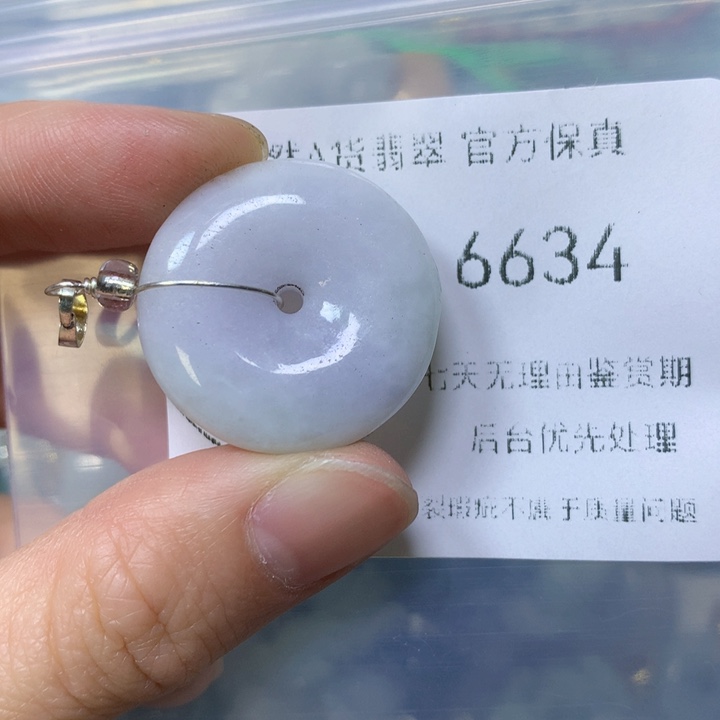 然A货翡翠 官方保真
6634
七天无理由鉴赏期
后台优先处理
裂瑕疵不属于质量问题